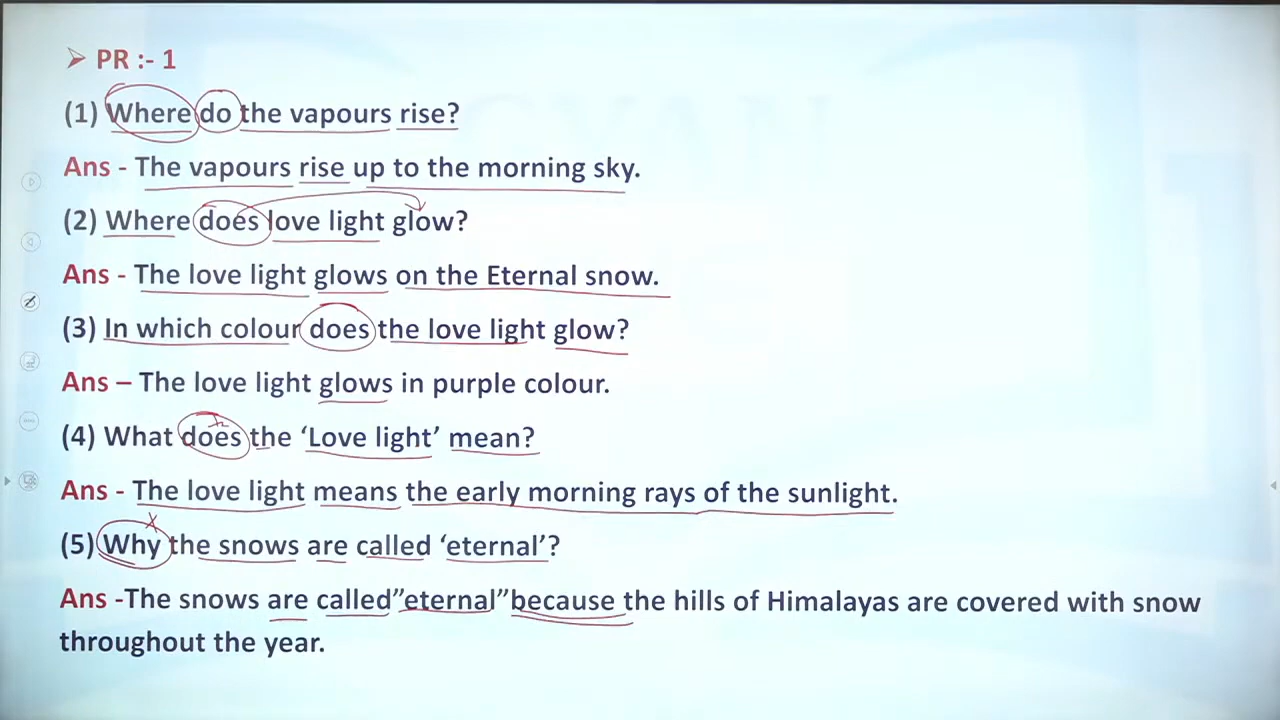 ➢ PR :- 1
(1) Where do the vapours rise?
Ans - The vapours rise up to the morning sky.
(2) Where does love light glow?
Ans - The love light glows on the Eternal snow.
(3) In which colour does the love light glow?
Ans – The love light glows in purple colour.
(4) What does the ‘Love light’ mean?
Ans - The love light means the early morning rays of the sunlight.
(5) Why the snows are called ‘eternal’?
Ans -The snows are called”eternal”because the hills of Himalayas are covered with snow
throughout the year.